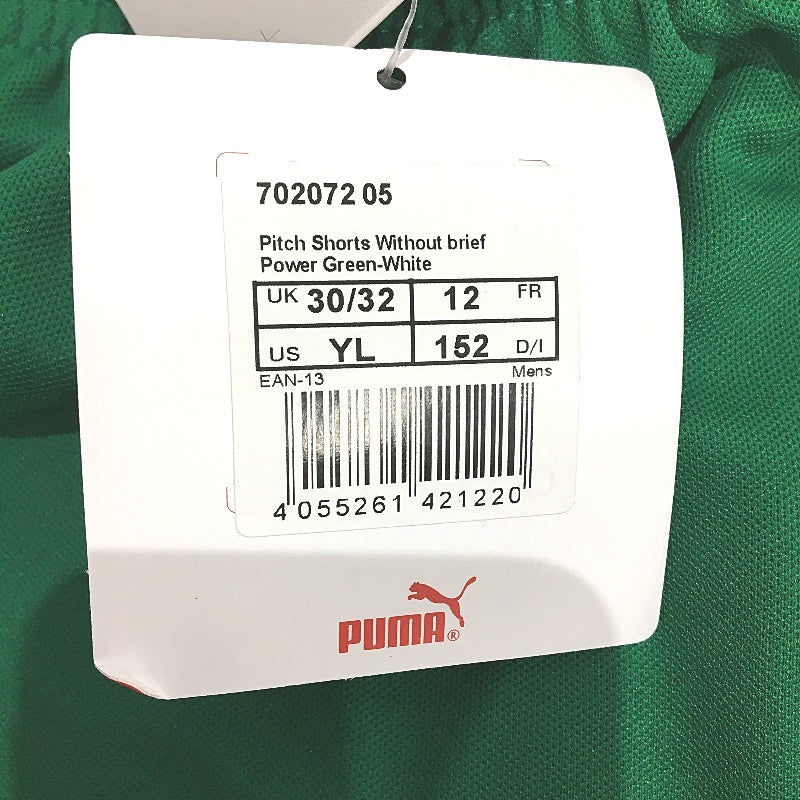 702072 05
Pitch Shorts Without brief
Power Green-White
UK 30/32 12 FR
US YL 152 D/I
EAN-13 Mens
4 055261 421220
PUMA®